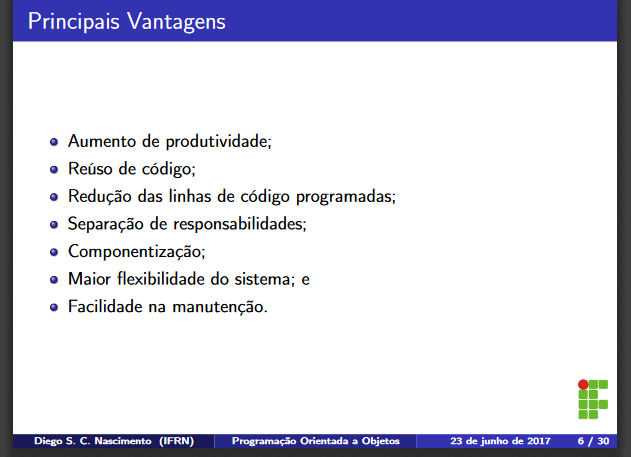 Principais Vantagens
Aumento de produtividade;
Reúso de código;
Redução das linhas de código programadas;
Separação de responsabilidades;
Componentização;
Maior flexibilidade do sistema; e
Facilidade na manutenção.
Diego S. C. Nascimento (IFRN) Programação Orientada a Objetos 23 de junho de 2017 6 / 30